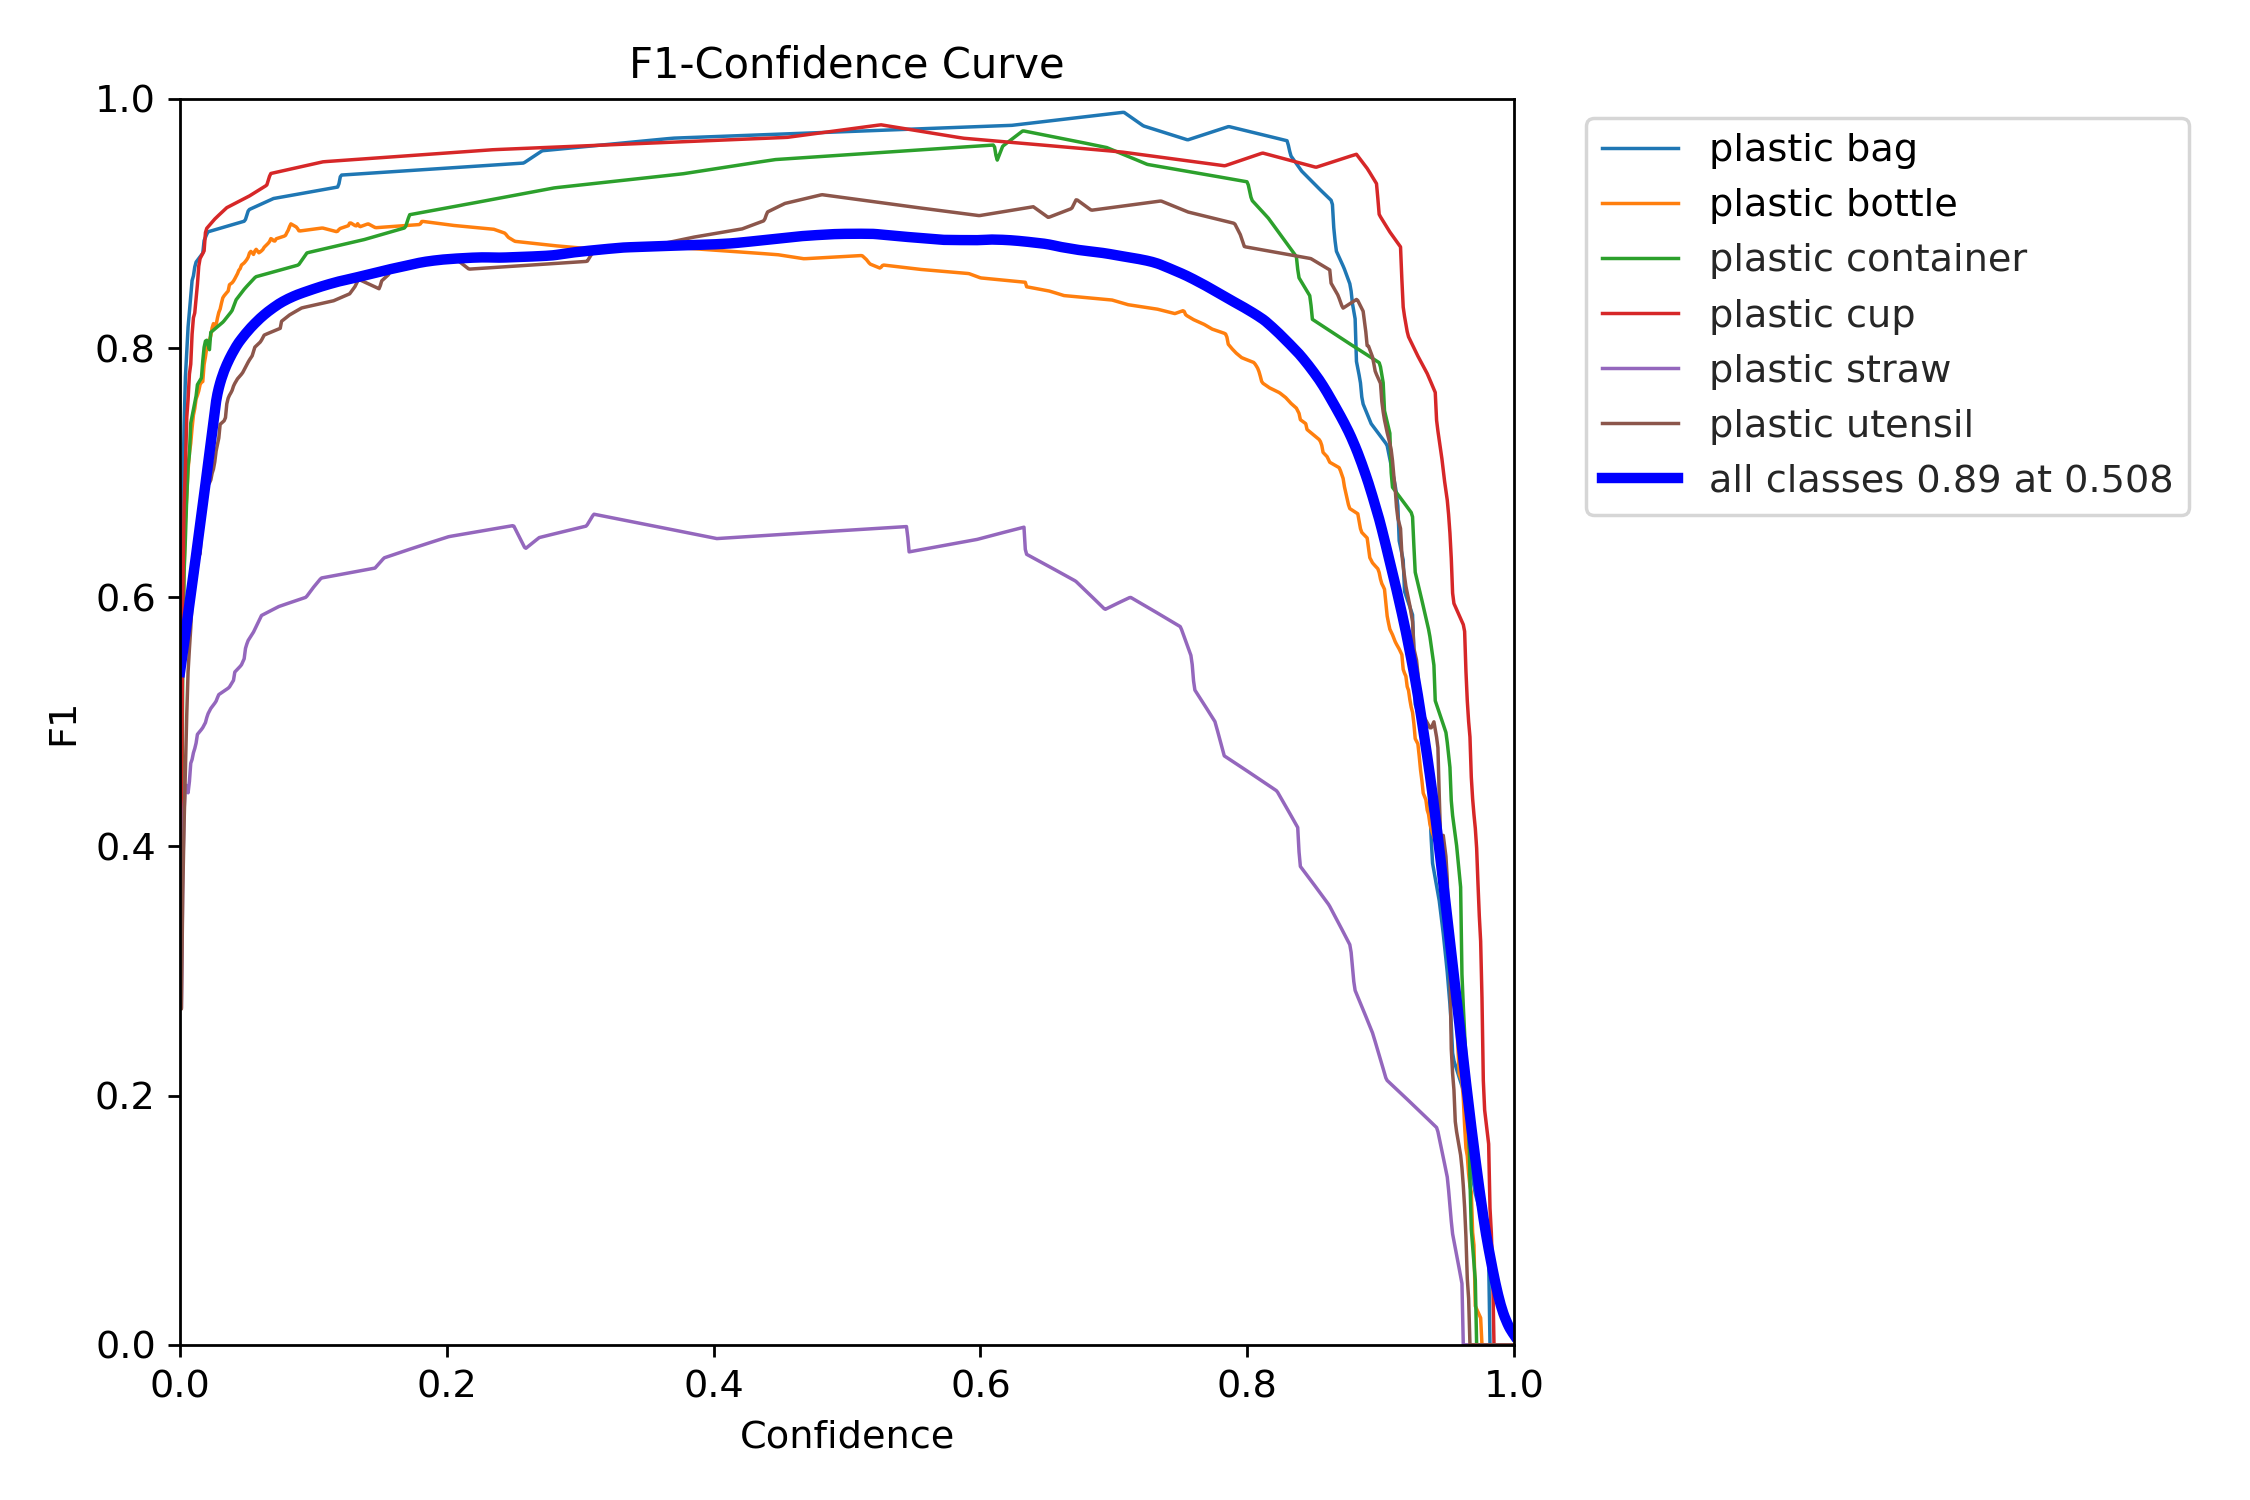 F1-Confidence Curve
1.0
0.8
0.6
0.4
0.2
0.0
F1
0.0 0.2 0.4 0.6 0.8 1.0
Confidence
plastic bag
plastic bottle
plastic container
plastic cup
plastic straw
plastic utensil
all classes 0.89 at 0.508